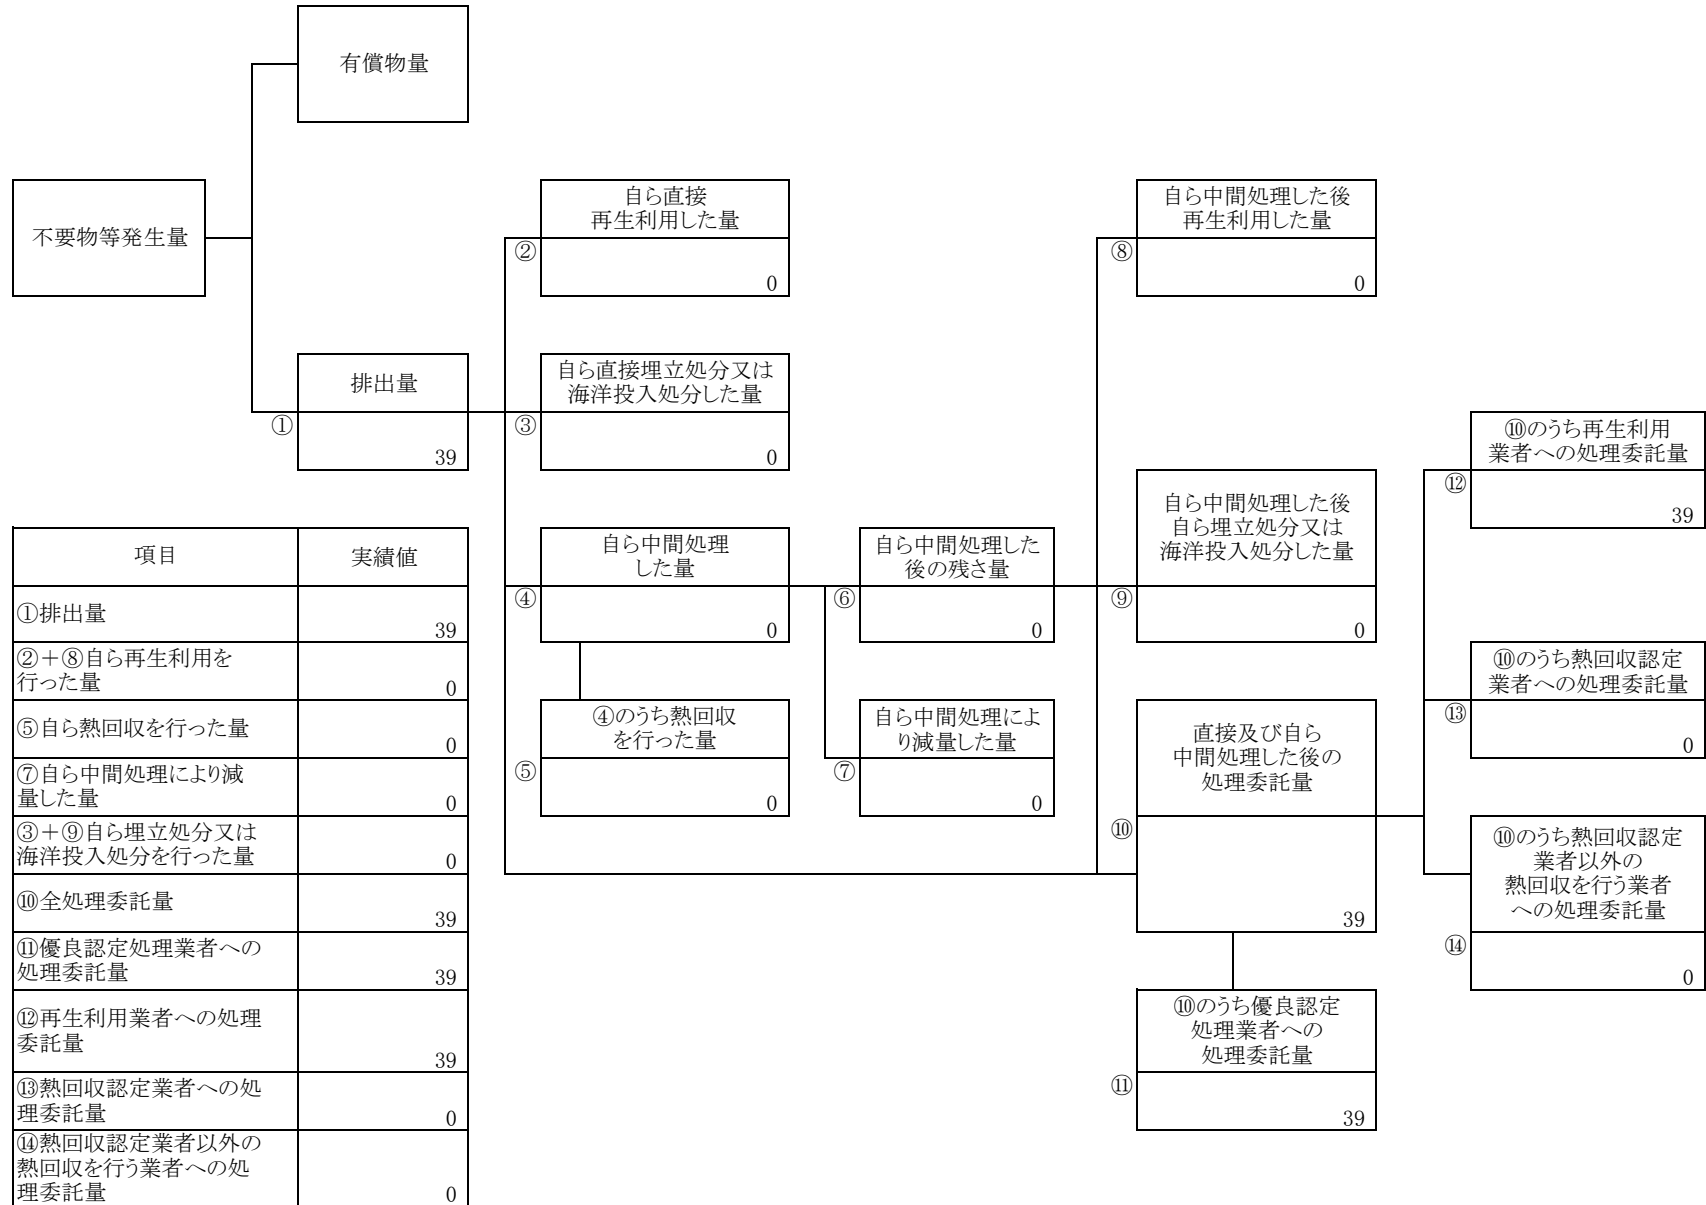 有償物量
不要物等発生量
自ら直接
再生利用した量
②
0
自ら中間処理した後
再生利用した量
⑧
0
排出量
①
39
自ら直接埋立処分又は
海洋投入処分した量
③
0
⑩のうち再生利用
業者への処理委託量
⑫
39
自ら中間処理した後
自ら埋立処分又は
海洋投入処分した量
⑨
0
自ら中間処理
した量
④
0
自ら中間処理した
後の残さ量
⑥
0
⑩のうち熱回収認定
業者への処理委託量
⑬
0
④のうち熱回収
を行った量
⑤
0
自ら中間処理によ
り減量した量
⑦
0
直接及び自ら
中間処理した後の
処理委託量
⑩
39
⑩のうち熱回収認定
業者以外の
熱回収を行う業者
への処理委託量
⑭
0
⑩のうち優良認定
処理業者への
処理委託量
⑪
39
項目 実績値
①排出量
39
②＋⑧自ら再生利用を
行った量
0
⑤自ら熱回収を行った量
0
⑦自ら中間処理により減
量した量
0
③＋⑨自ら埋立処分又は
海洋投入処分を行った量
0
⑩全処理委託量
39
⑪優良認定処理業者への
処理委託量
39
⑫再生利用業者への処理
委託量
39
⑬熱回収認定業者への処
理委託量
0
⑭熱回収認定業者以外の
熱回収を行う業者への処
理委託量
0